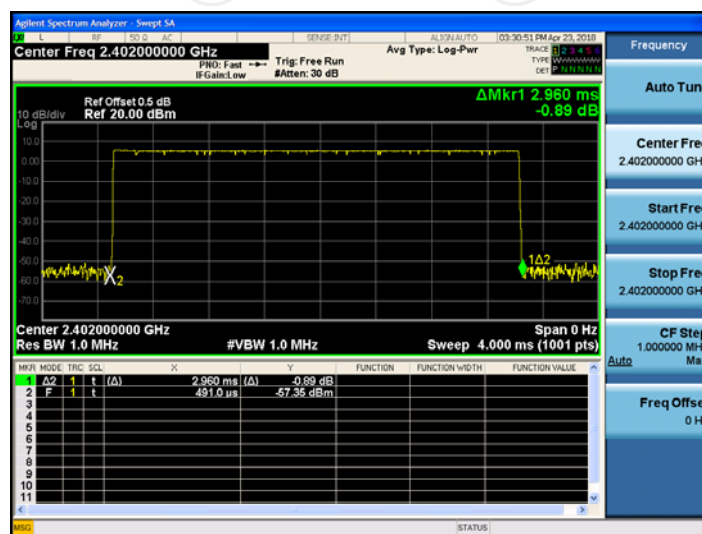 Agilent Spectrum Analyzer - Swept SA
L RF 50 Ω AC SENSE:INT ALIGN AUTO 03:30:51 PM Apr 23, 2018
Center Freq 2.402000000 GHz
PNO: Fast
IFGain:Low
Trig: Free Run
#Atten: 30 dB
Avg Type: Log-Pwr
TRACE 1 2 3 4 5 6
TYPE WWWWWW
DET P N N N N N
Frequency
Auto Tun
ΔMkr1 2.960 ms
-0.89 dB
Ref Offset 0.5 dB
10 dB/div Ref 20.00 dBm
Log
10.0
0.00
-10.0
-20.0
-30.0
-40.0
-50.0
-60.0
-70.0
X2
1Δ2
Center 2.402000000 GHz Span 0 Hz
Res BW 1.0 MHz #VBW 1.0 MHz Sweep 4.000 ms (1001 pts)
MKR MODE TRC SCL X Y FUNCTION FUNCTION WIDTH FUNCTION VALUE
1 Δ2 1 t (Δ) 2.960 ms (Δ) -0.89 dB
2 F 1 t 491.0 µs -57.35 dBm
3
4
5
6
7
8
9
10
11
Center Fre
2.402000000 GH
Start Fre
2.402000000 GH
Stop Fre
2.402000000 GH
CF Step
1.000000 MH
Auto Ma
Freq Offse
0 H
MSG STATUS